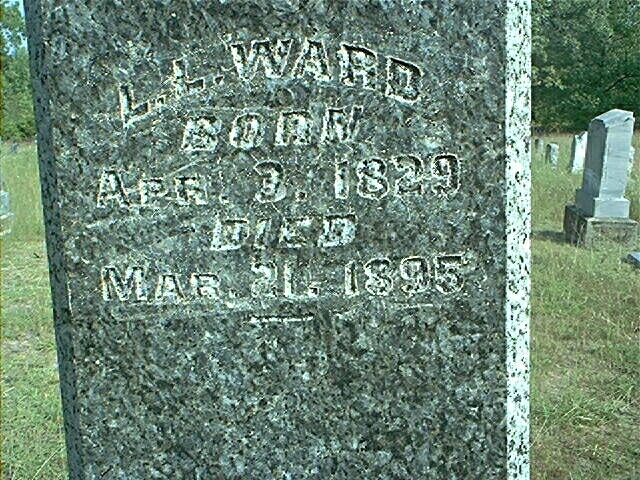 L. L. WARD
BORN
APR. 3. 1829
DIED
MAR. 21. 1895